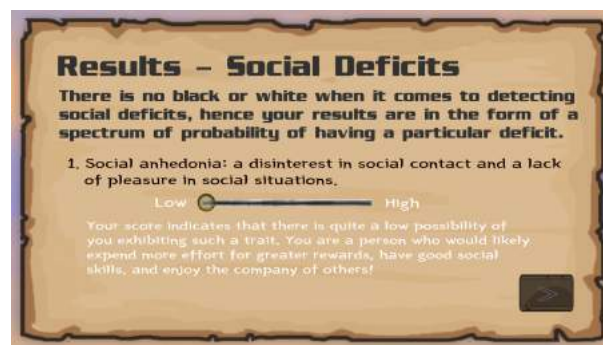 Results – Social Deficits
There is no black or white when it comes to detecting
social deficits, hence your results are in the form of a
spectrum of probability of having a particular deficit.
1. Social anhedonia: a disinterest in social contact and a lack
of pleasure in social situations.
Low High
Your score indicates that there is quite a low possibility of
you exhibiting such a trait. You are a person who would likely
expend more effort for greater rewards, have good social
skills, and enjoy the company of others!